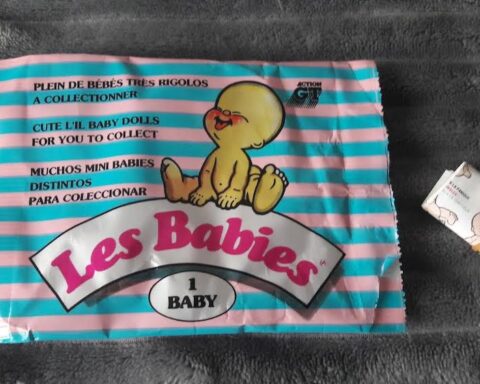 PLEIN DE BÉBÉS TRÈS RIGOLOS
A COLLECTIONNER
ACTION
GT
CUTE L'IL BABY DOLLS
FOR YOU TO COLLECT
MUCHOS MINI BABIES
DISTINTOS
PARA COLECCIONAR
Les Babies
1
BABY